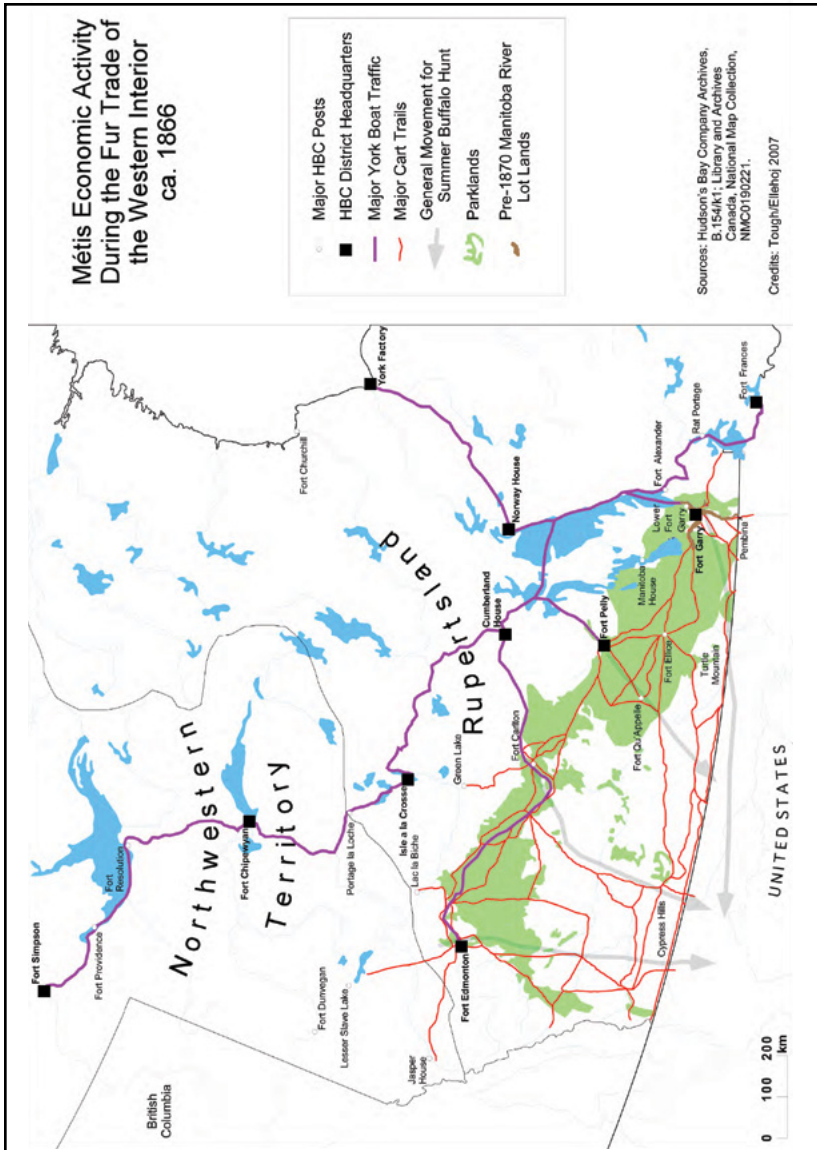 Métis Economic Activity
During the Fur Trade of
the Western Interior
ca. 1866
Major HBC Posts
HBC District Headquarters
Major York Boat Traffic
Major Cart Trails
General Movement for
Summer Buffalo Hunt
Parklands
Pre-1870 Manitoba River
Lot Lands
Sources: Hudson's Bay Company Archives,
B.154/k1; Library and Archives
Canada, National Map Collection,
NMC0190221.
Credits: Tough/Ellehoj 2007
British
Columbia
Fort Simpson
Fort Providence
Fort
Resolution
Northwestern
Territory
Fort Chipewyan
Fort Dunvegan
Lesser Slave Lake
Portage la Loche
Fort Churchill
York Factory
Jasper
House
Lac la Biche
Isle a la Crosse
Green Lake
Rupertsland
Fort Edmonton
Fort Carlton
Cumberland
House
Norway House
Fort Pelly
Manitoba
House
Lower
Fort
Garry
Fort Alexander
Rat Portage
Fort Frances
Fort Qu'Appelle
Fort Ellice
Fort Garry
Cypress Hills
Turtle
Mountain
Pembina
UNITED STATES
0 100 200
km